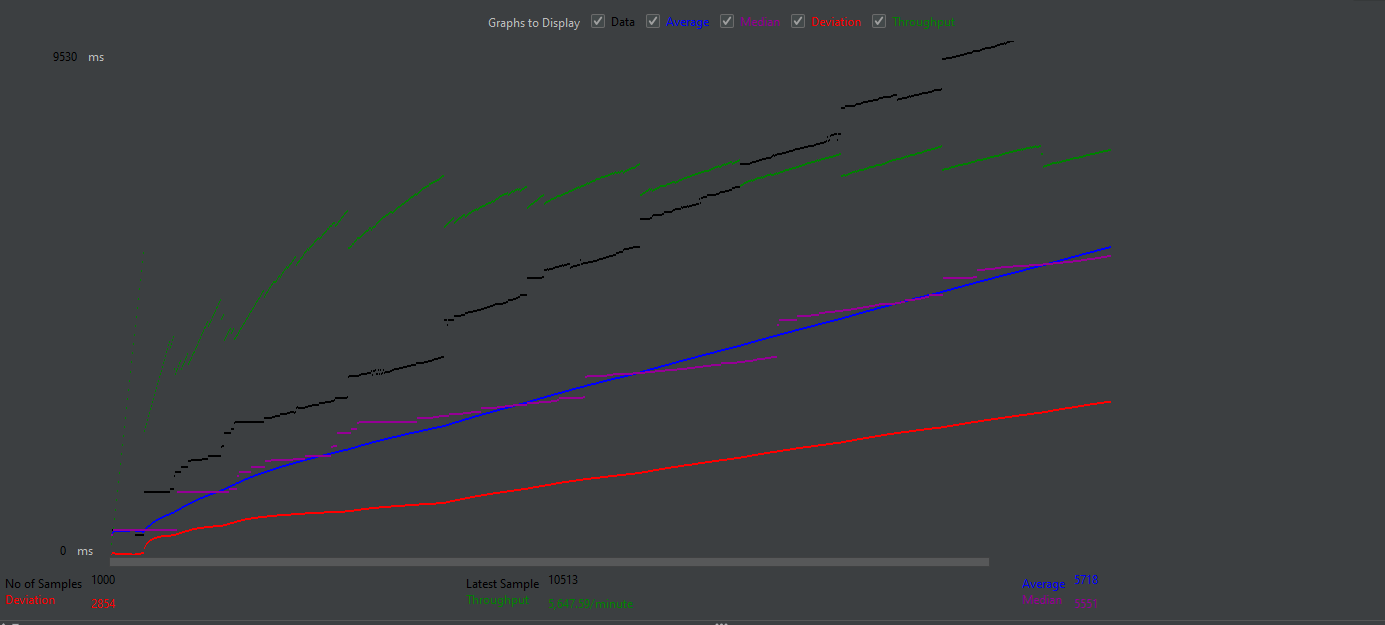 Graphs to Display Data Average Median Deviation Throughput
9530 ms
0 ms
No of Samples 1000 Latest Sample 10513 Average 5718
Deviation 2854 Throughput 5,647.58/minute Median